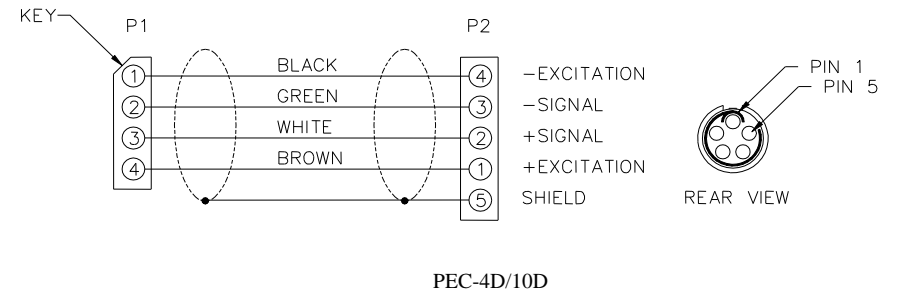 KEY
P1
P2
1 BLACK 4 -EXCITATION
2 GREEN 3 -SIGNAL
3 WHITE 2 +SIGNAL
4 BROWN 1 +EXCITATION
5 SHIELD
PIN 1
PIN 5
REAR VIEW
PEC-4D/10D